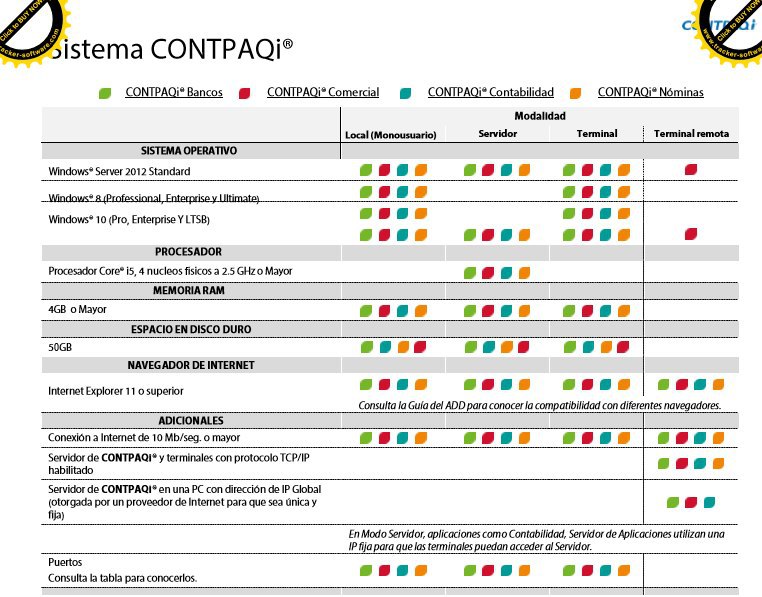 Click to BUY NOW!
tracker-software.com
CONTPAQi
Click to BUY NOW!
www.tracker-software
Sistema CONTPAQi®
CONTPAQi® Bancos CONTPAQi® Comercial CONTPAQi® Contabilidad CONTPAQi® Nóminas
Modalidad
Local (Monousuario) Servidor Terminal Terminal remota
SISTEMA OPERATIVO
Windows® Server 2012 Standard
Windows® 8 (Professional, Enterprise y Ultimate)
Windows® 10 (Pro, Enterprise Y LTSB)
PROCESADOR
Procesador Core® i5, 4 nucleos fisicos a 2.5 GHz o Mayor
MEMORIA RAM
4GB o Mayor
ESPACIO EN DISCO DURO
50GB
NAVEGADOR DE INTERNET
Internet Explorer 11 o superior
Consulta la Guía del ADD para conocer la compatibilidad con diferentes navegadores.
ADICIONALES
Conexión a Internet de 10 Mb/seg. o mayor
Servidor de CONTPAQi® y terminales con protocolo TCP/IP
habilitado
Servidor de CONTPAQi® en una PC con dirección de IP Global
(otorgada por un proveedor de Internet para que sea única y
fija)
En Modo Servidor, aplicaciones como Contabilidad, Servidor de Aplicaciones utilizan una
IP fija para que las terminales puedan acceder al Servidor.
Puertos
Consulta la tabla para conocerlos.